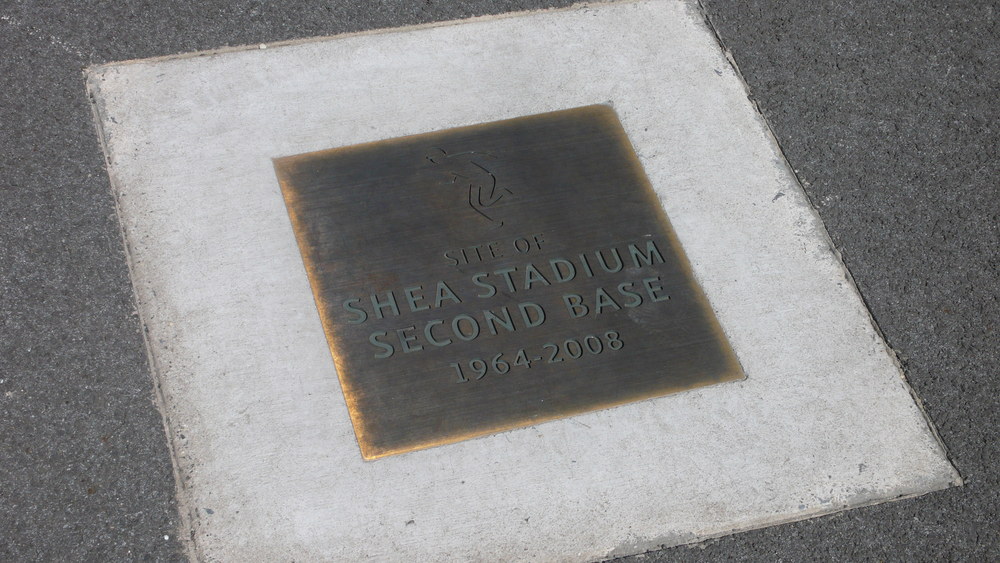 SITE OF
SHEA STADIUM
SECOND BASE
1964-2008